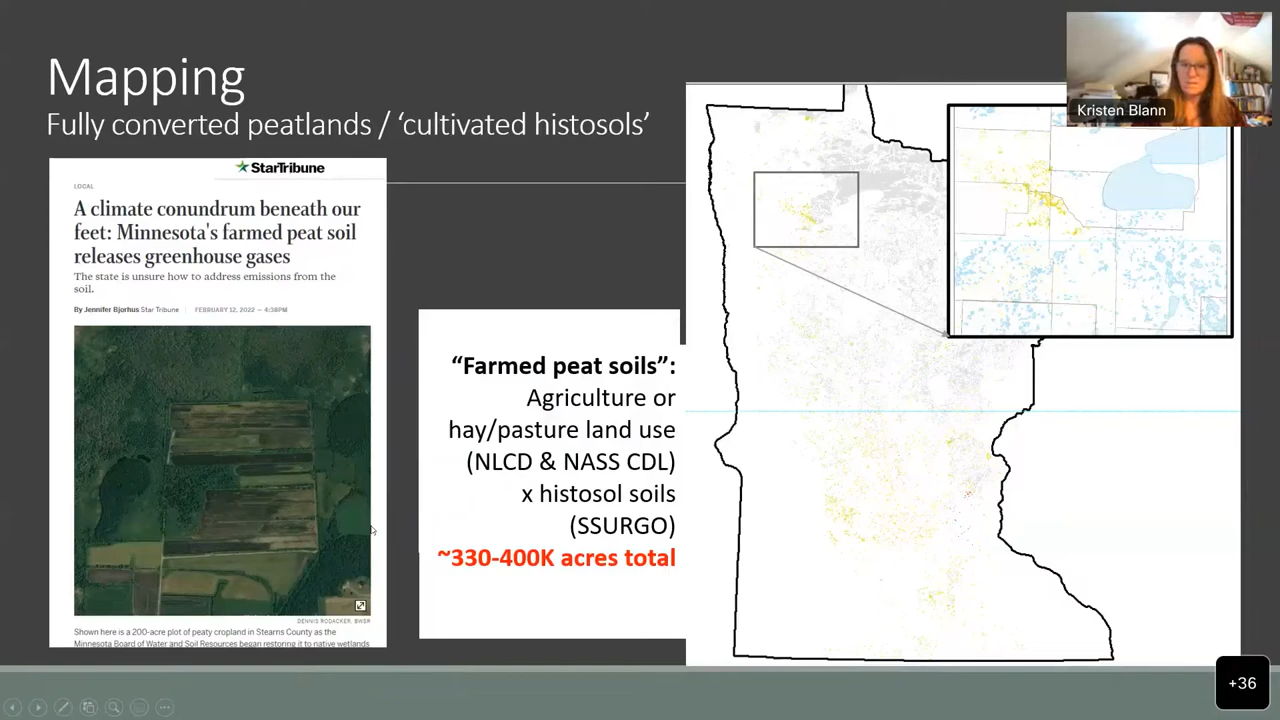 Mapping
Fully converted peatlands / ‘cultivated histosols’
StarTribune
LOCAL
A climate conundrum beneath our
feet: Minnesota's farmed peat soil
releases greenhouse gases
The state is unsure how to address emissions from the
soil.
By Jennifer Bjorhus Star Tribune FEBRUARY 12, 2022 — 4:38PM
DENNIS RODACKER, BWSR
Shown here is a 200-acre plot of peaty cropland in Stearns County as the
Minnesota Board of Water and Soil Resources began restoring it to native wetlands
“Farmed peat soils”:
Agriculture or
hay/pasture land use
(NLCD & NASS CDL)
x histosol soils
(SSURGO)
~330-400K acres total
Kristen Blann
+36